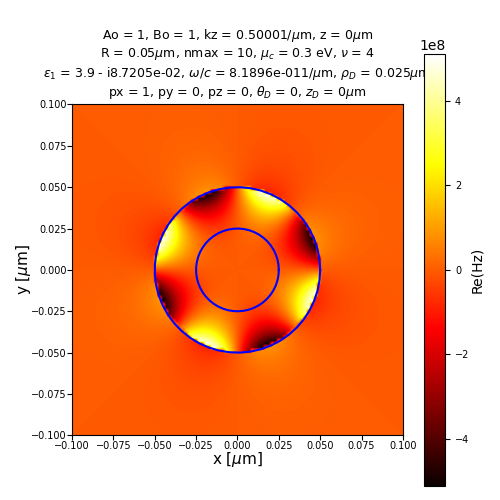 Ao = 1, Bo = 1, kz = 0.50001/μm, z = 0μm
R = 0.05μm, nmax = 10, μc = 0.3 eV, ν = 4
ε1 = 3.9 - i8.7205e-02, ω/c = 8.1896e-011/μm, ρD = 0.025μm
px = 1, py = 0, pz = 0, θD = 0, zD = 0μm
1e8
0.100
0.075
0.050
0.025
0.000
−0.025
−0.050
−0.075
−0.100
y [μm]
−0.100 −0.075 −0.050 −0.025 0.000 0.025 0.050 0.075 0.100
x [μm]
4
2
0
−2
−4
Re(Hz)